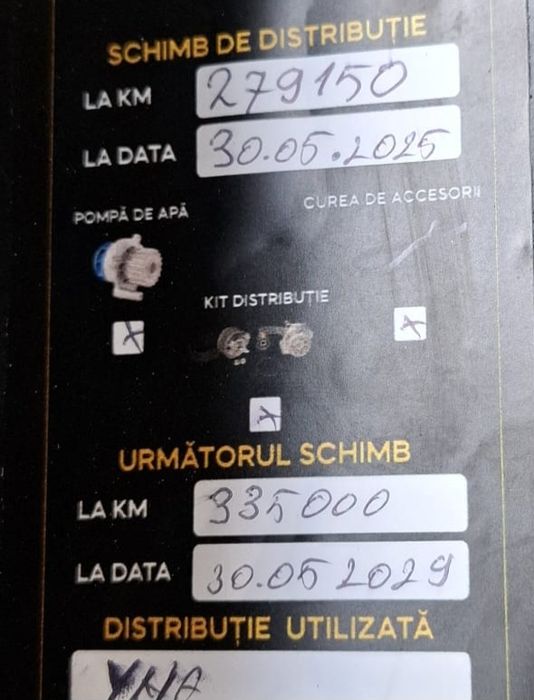 SCHIMB DE DISTRIBUȚIE
LA KM 279150
LA DATA 30.05.2025
POMPĂ DE APĂ
CUREA DE ACCESORII
KIT DISTRIBUȚIE
X
X
X
URMĂTORUL SCHIMB
LA KM 335000
LA DATA 30.05 2029
DISTRIBUȚIE UTILIZATĂ